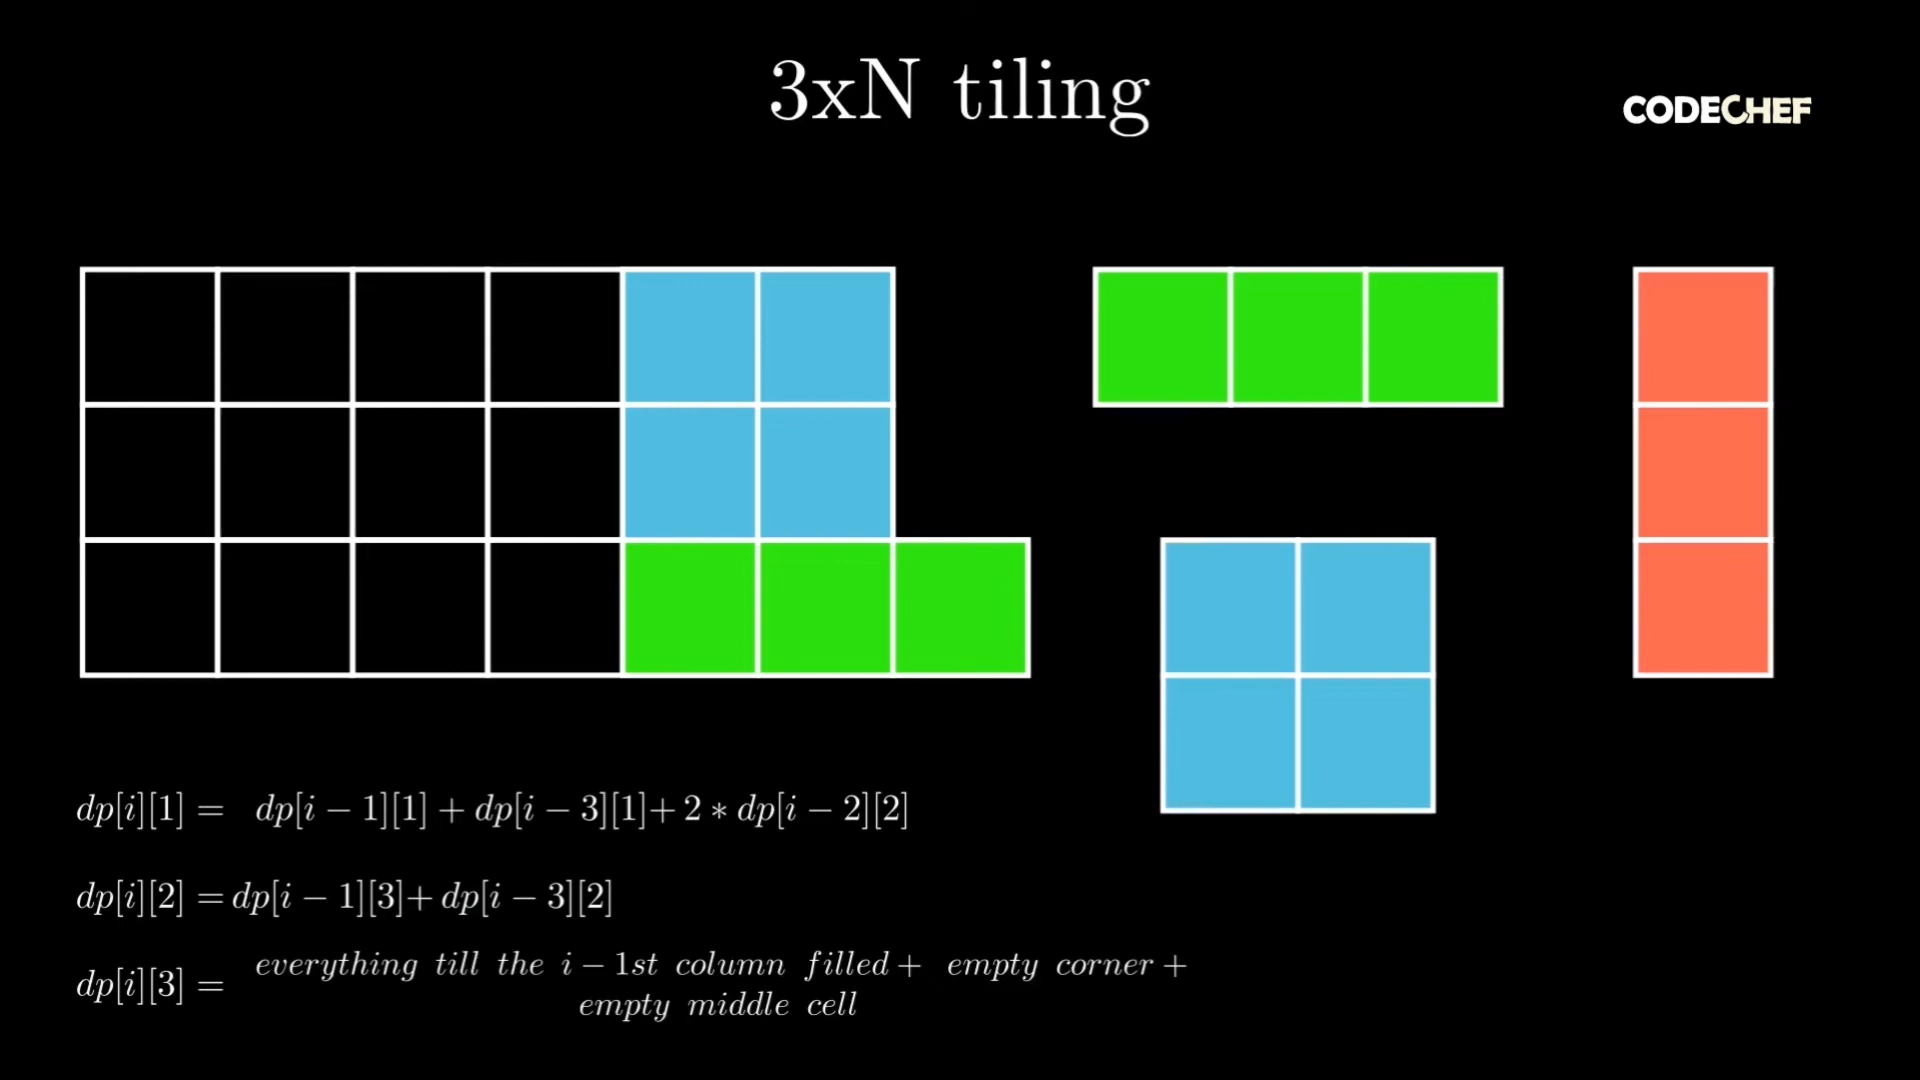 3xN tiling
CODECHEF
dp[i][1] = dp[i − 1][1] + dp[i − 3][1]+ 2 ∗ dp[i − 2][2]
dp[i][2] = dp[i − 1][3]+ dp[i − 3][2]
dp[i][3] = everything till the i − 1st column filled + empty corner +
empty middle cell